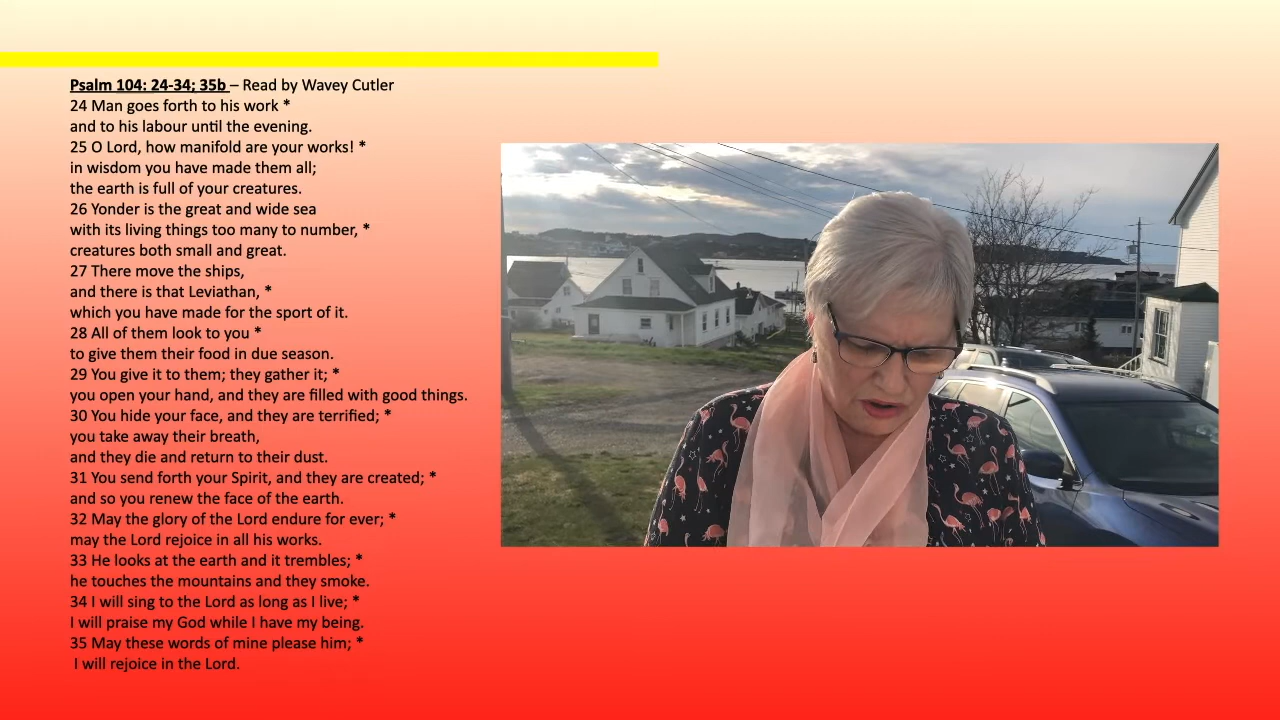 Psalm 104: 24-34; 35b – Read by Wavey Cutler
24 Man goes forth to his work *
and to his labour until the evening.
25 O Lord, how manifold are your works! *
in wisdom you have made them all;
the earth is full of your creatures.
26 Yonder is the great and wide sea
with its living things too many to number, *
creatures both small and great.
27 There move the ships,
and there is that Leviathan, *
which you have made for the sport of it.
28 All of them look to you *
to give them their food in due season.
29 You give it to them; they gather it; *
you open your hand, and they are filled with good things.
30 You hide your face, and they are terrified; *
you take away their breath,
and they die and return to their dust.
31 You send forth your Spirit, and they are created; *
and so you renew the face of the earth.
32 May the glory of the Lord endure for ever; *
may the Lord rejoice in all his works.
33 He looks at the earth and it trembles; *
he touches the mountains and they smoke.
34 I will sing to the Lord as long as I live; *
I will praise my God while I have my being.
35 May these words of mine please him; *
I will rejoice in the Lord.